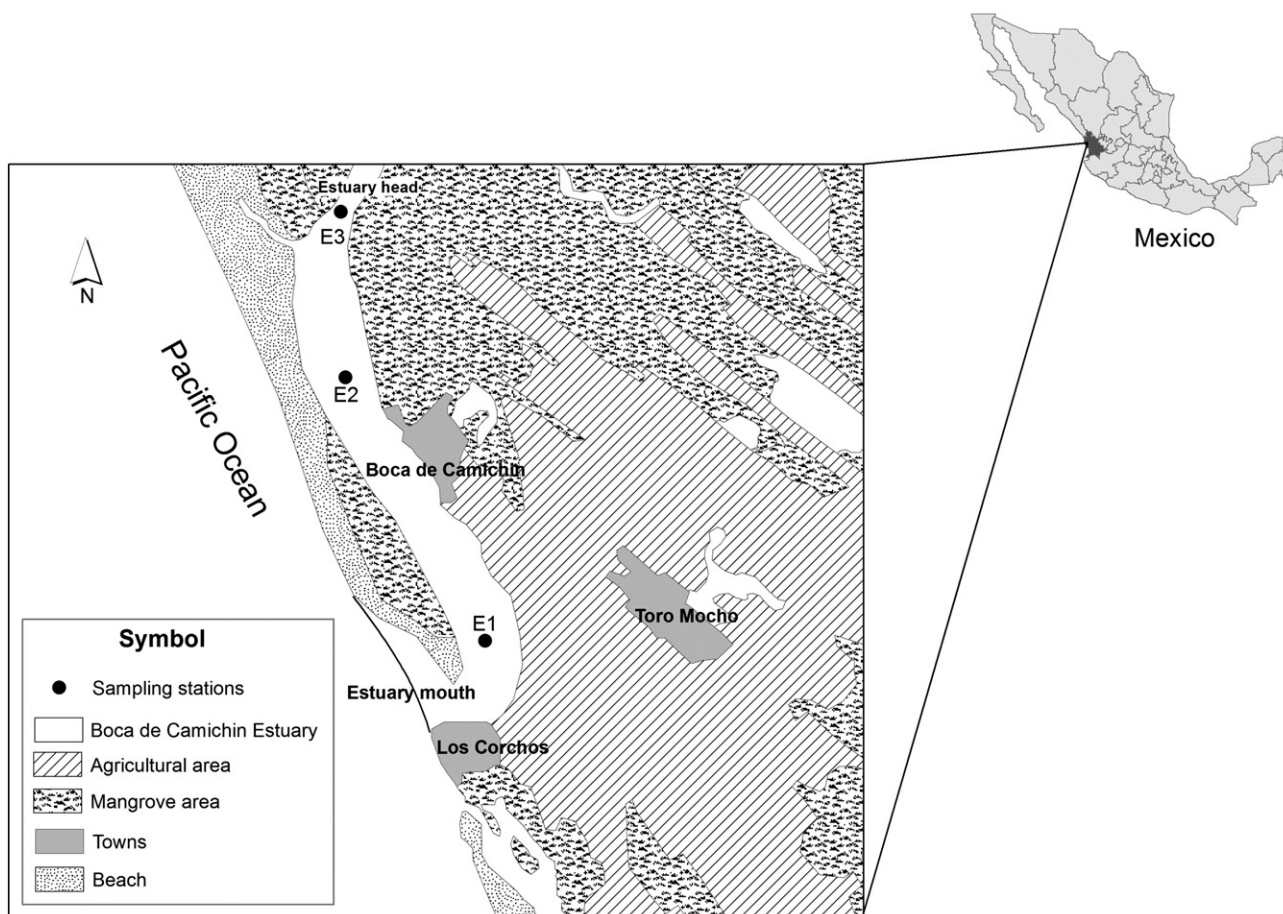 Mexico
Estuary head
E3
N
Pacific Ocean
E2
Boca de Camichin
Toro Mocho
E1
Estuary mouth
Los Corchos
Symbol
Sampling stations
Boca de Camichin Estuary
Agricultural area
Mangrove area
Towns
Beach